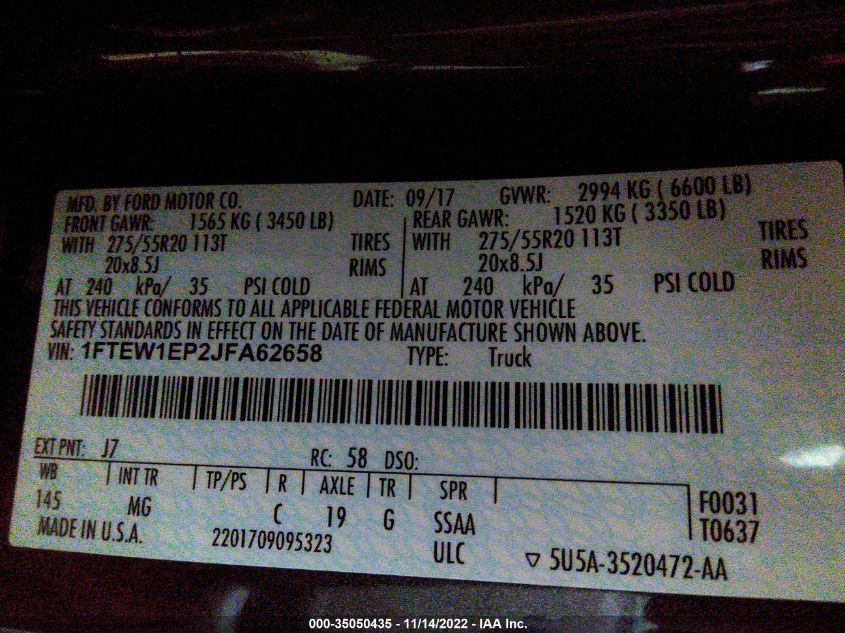 MFD. BY FORD MOTOR CO. DATE: 09/17 GVWR: 2994 KG ( 6600 LB)
FRONT GAWR: 1565 KG ( 3450 LB) REAR GAWR: 1520 KG ( 3350 LB)
WITH 275/55R20 113T TIRES WITH 275/55R20 113T TIRES
20x8.5J RIMS 20x8.5J RIMS
AT 240 kPa/ 35 PSI COLD AT 240 kPa/ 35 PSI COLD
THIS VEHICLE CONFORMS TO ALL APPLICABLE FEDERAL MOTOR VEHICLE
SAFETY STANDARDS IN EFFECT ON THE DATE OF MANUFACTURE SHOWN ABOVE.
VIN: 1FTEW1EP2JFA62658 TYPE: Truck
EXT PNT: J7 RC: 58 DSO:
WB INT TR TP/PS R AXLE TR SPR F0031
145 MG C 19 G SSAA T0637
MADE IN U.S.A. 2201709095323 ULC ▽ 5U5A-3520472-AA
000-35050435 - 11/14/2022 - IAA Inc.